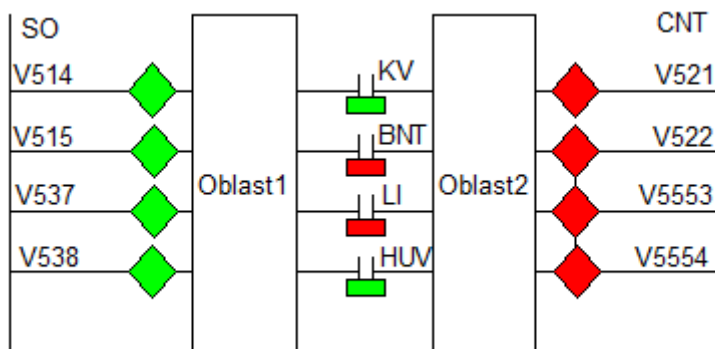 SO
CNT
V514
KV
V521
V515
BNT
V522
Oblast1
Oblast2
V537
LI
V5553
V538
HUV
V5554